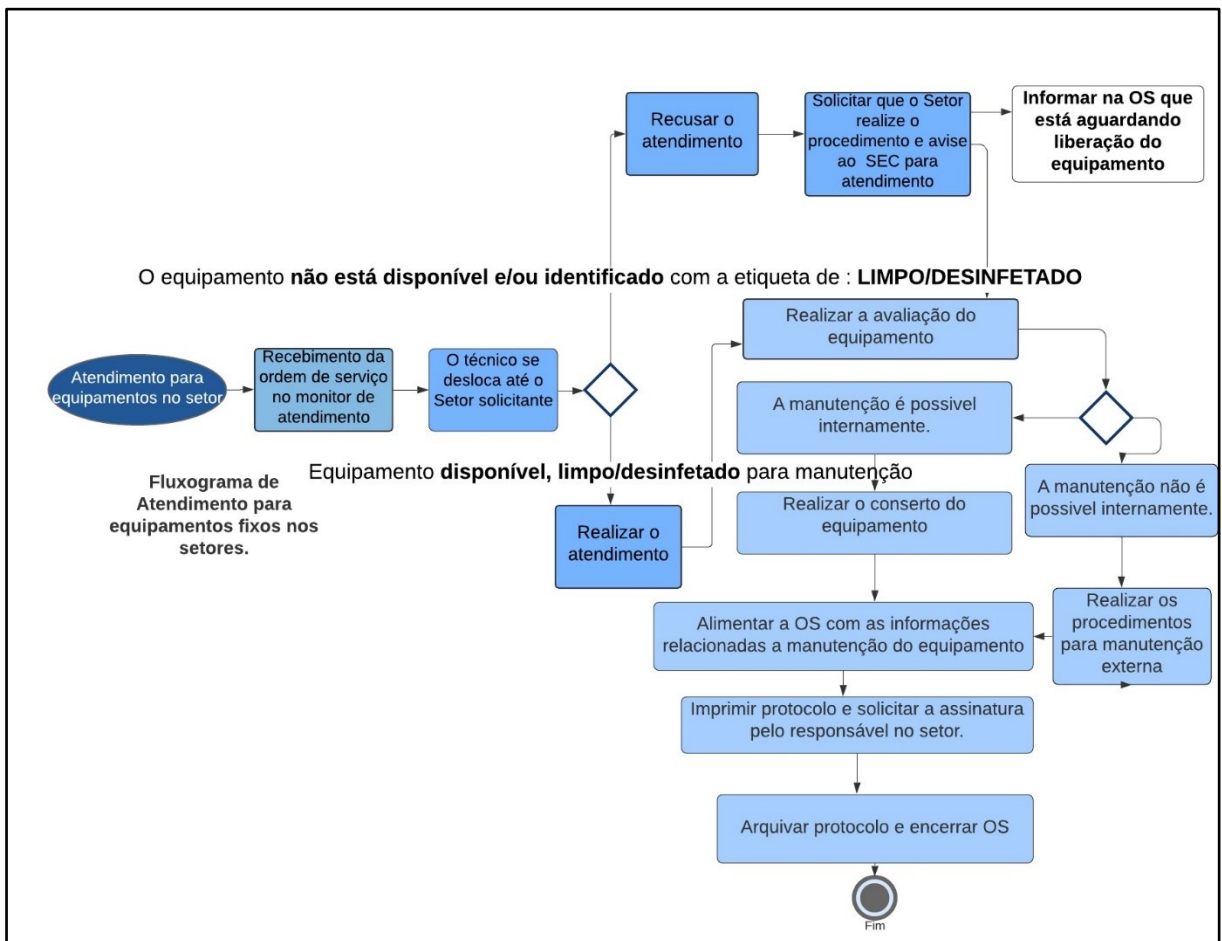 Recusar o
atendimento
Solicitar que o Setor
realize o
procedimento e avise
ao SEC para
atendimento
Informar na OS que
está aguardando
liberação do
equipamento
O equipamento não está disponível e/ou identificado com a etiqueta de : LIMPO/DESINFETADO
Atendimento para
equipamentos no setor
Recebimento da
ordem de serviço
no monitor de
atendimento
O técnico se
desloca até o
Setor solicitante
Realizar a avaliação do
equipamento
A manutenção é possivel
internamente.
A manutenção não é
possivel internamente.
Equipamento disponível, limpo/desinfetado para manutenção
Fluxograma de
Atendimento para
equipamentos fixos nos
setores.
Realizar o
atendimento
Realizar o conserto do
equipamento
Realizar os
procedimentos
para manutenção
externa
Alimentar a OS com as informações
relacionadas a manutenção do equipamento
Imprimir protocolo e solicitar a assinatura
pelo responsável no setor.
Arquivar protocolo e encerrar OS
Fim